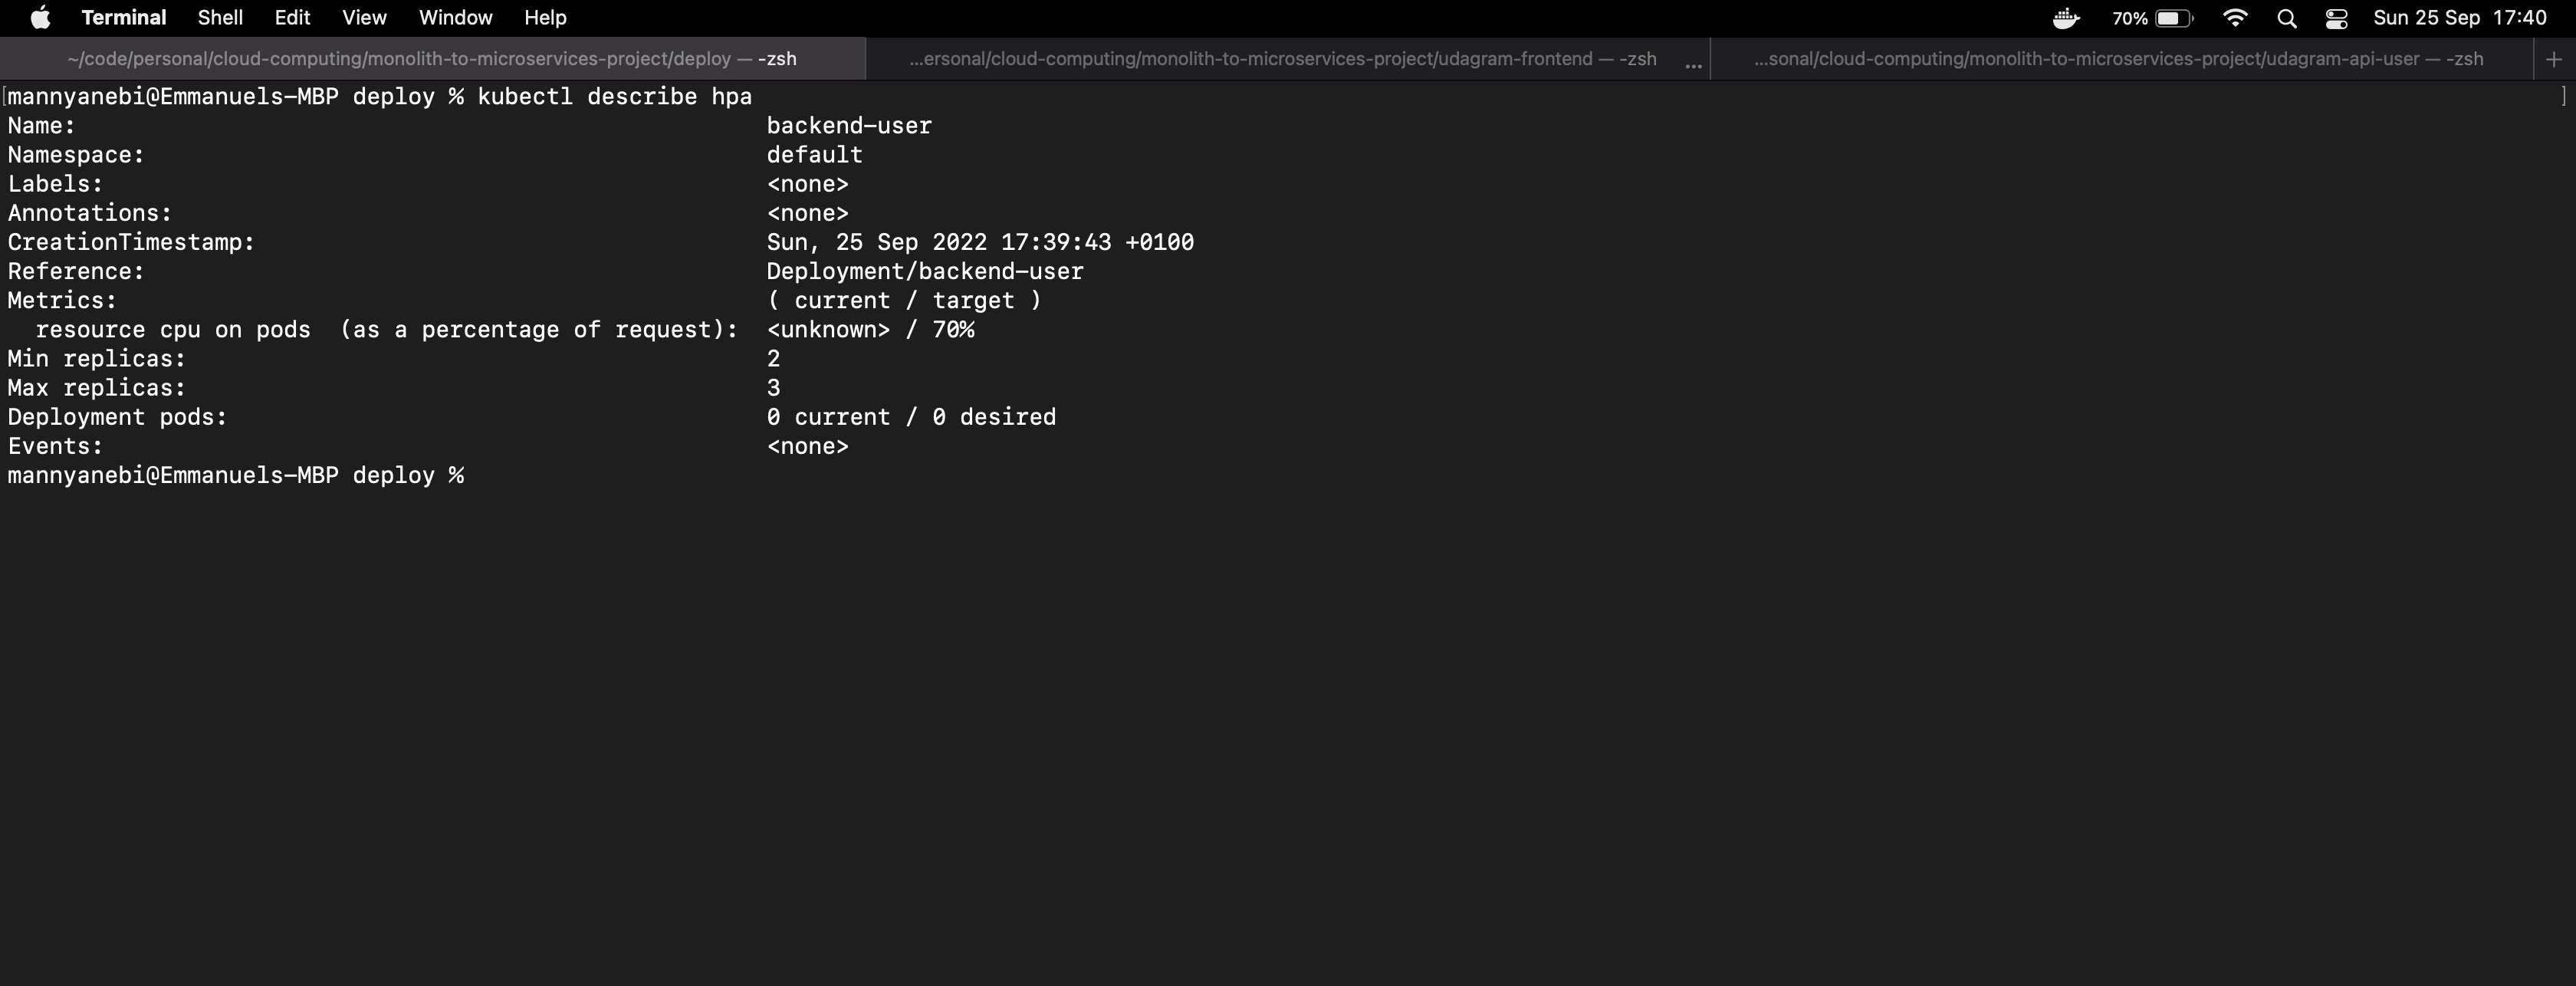 Terminal Shell Edit View Window Help 70% Sun 25 Sep 17:40
~/code/personal/cloud-computing/monolith-to-microservices-project/deploy — -zsh ...ersonal/cloud-computing/monolith-to-microservices-project/udagram-frontend — -zsh ... ...sonal/cloud-computing/monolith-to-microservices-project/udagram-api-user — -zsh +
[mannyanebi@Emmanuels-MBP deploy % kubectl describe hpa ]
Name: backend-user
Namespace: default
Labels: <none>
Annotations: <none>
CreationTimestamp: Sun, 25 Sep 2022 17:39:43 +0100
Reference: Deployment/backend-user
Metrics: ( current / target )
  resource cpu on pods  (as a percentage of request): <unknown> / 70%
Min replicas: 2
Max replicas: 3
Deployment pods: 0 current / 0 desired
Events: <none>
mannyanebi@Emmanuels-MBP deploy %